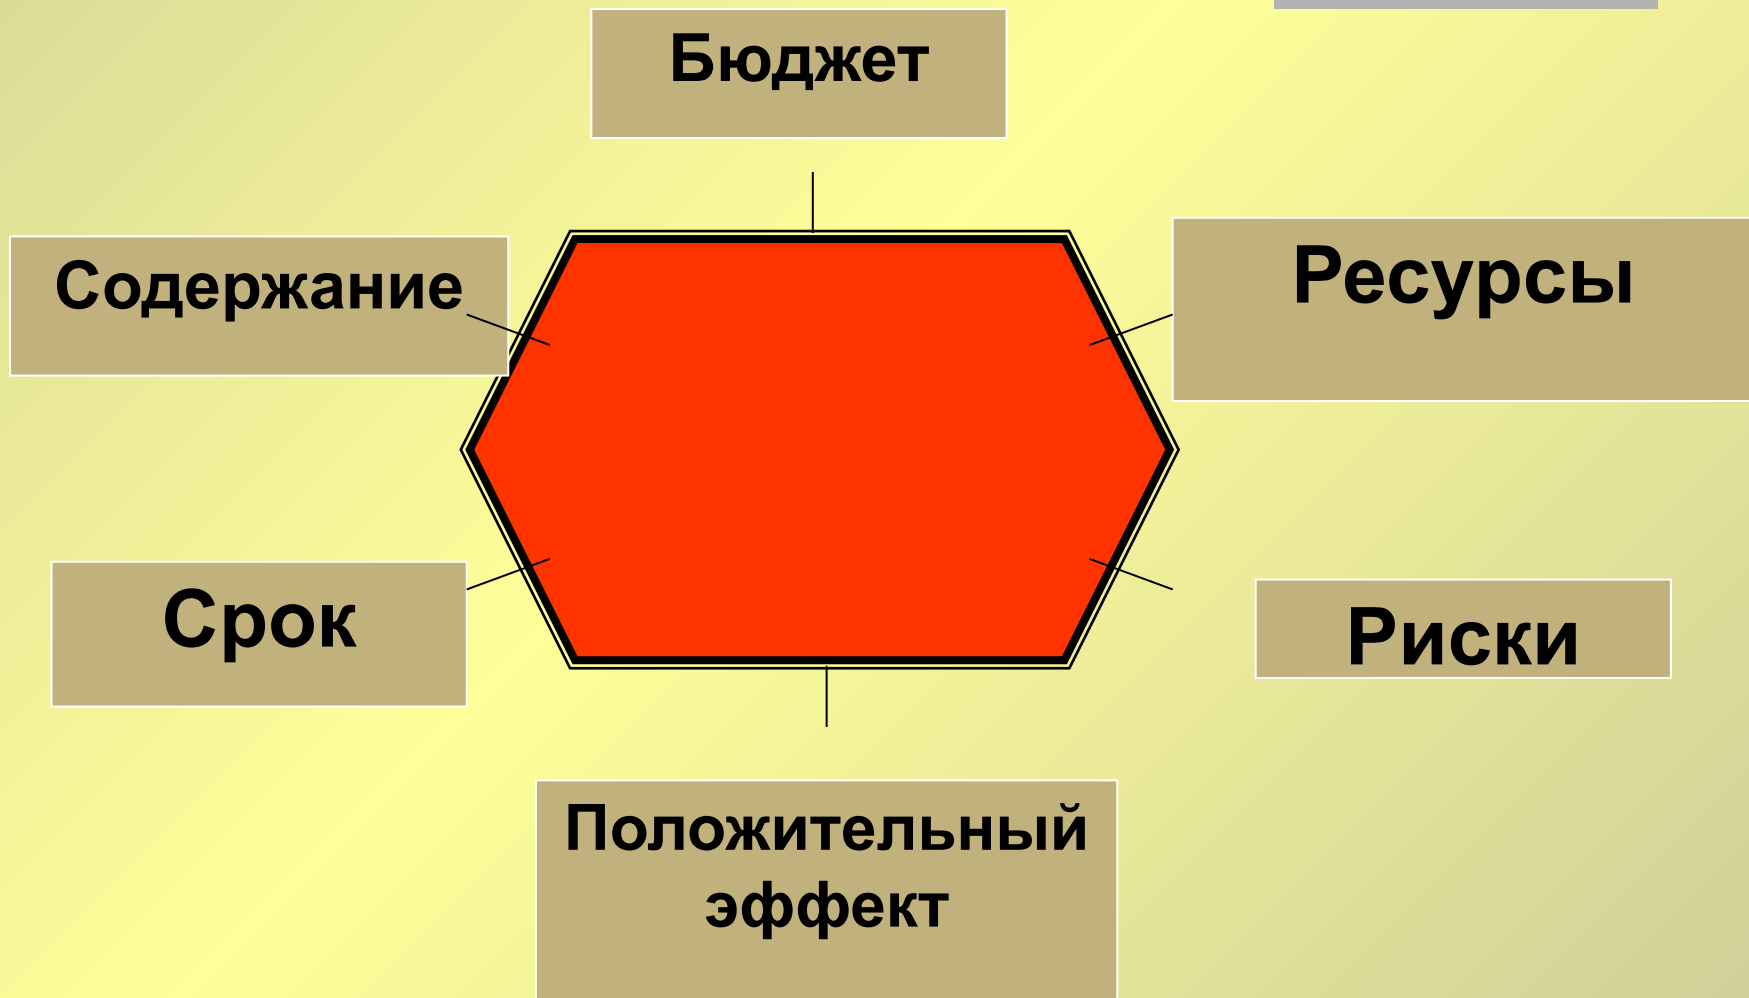 Бюджет
Содержание
Ресурсы
Срок
Риски
Положительный
эффект